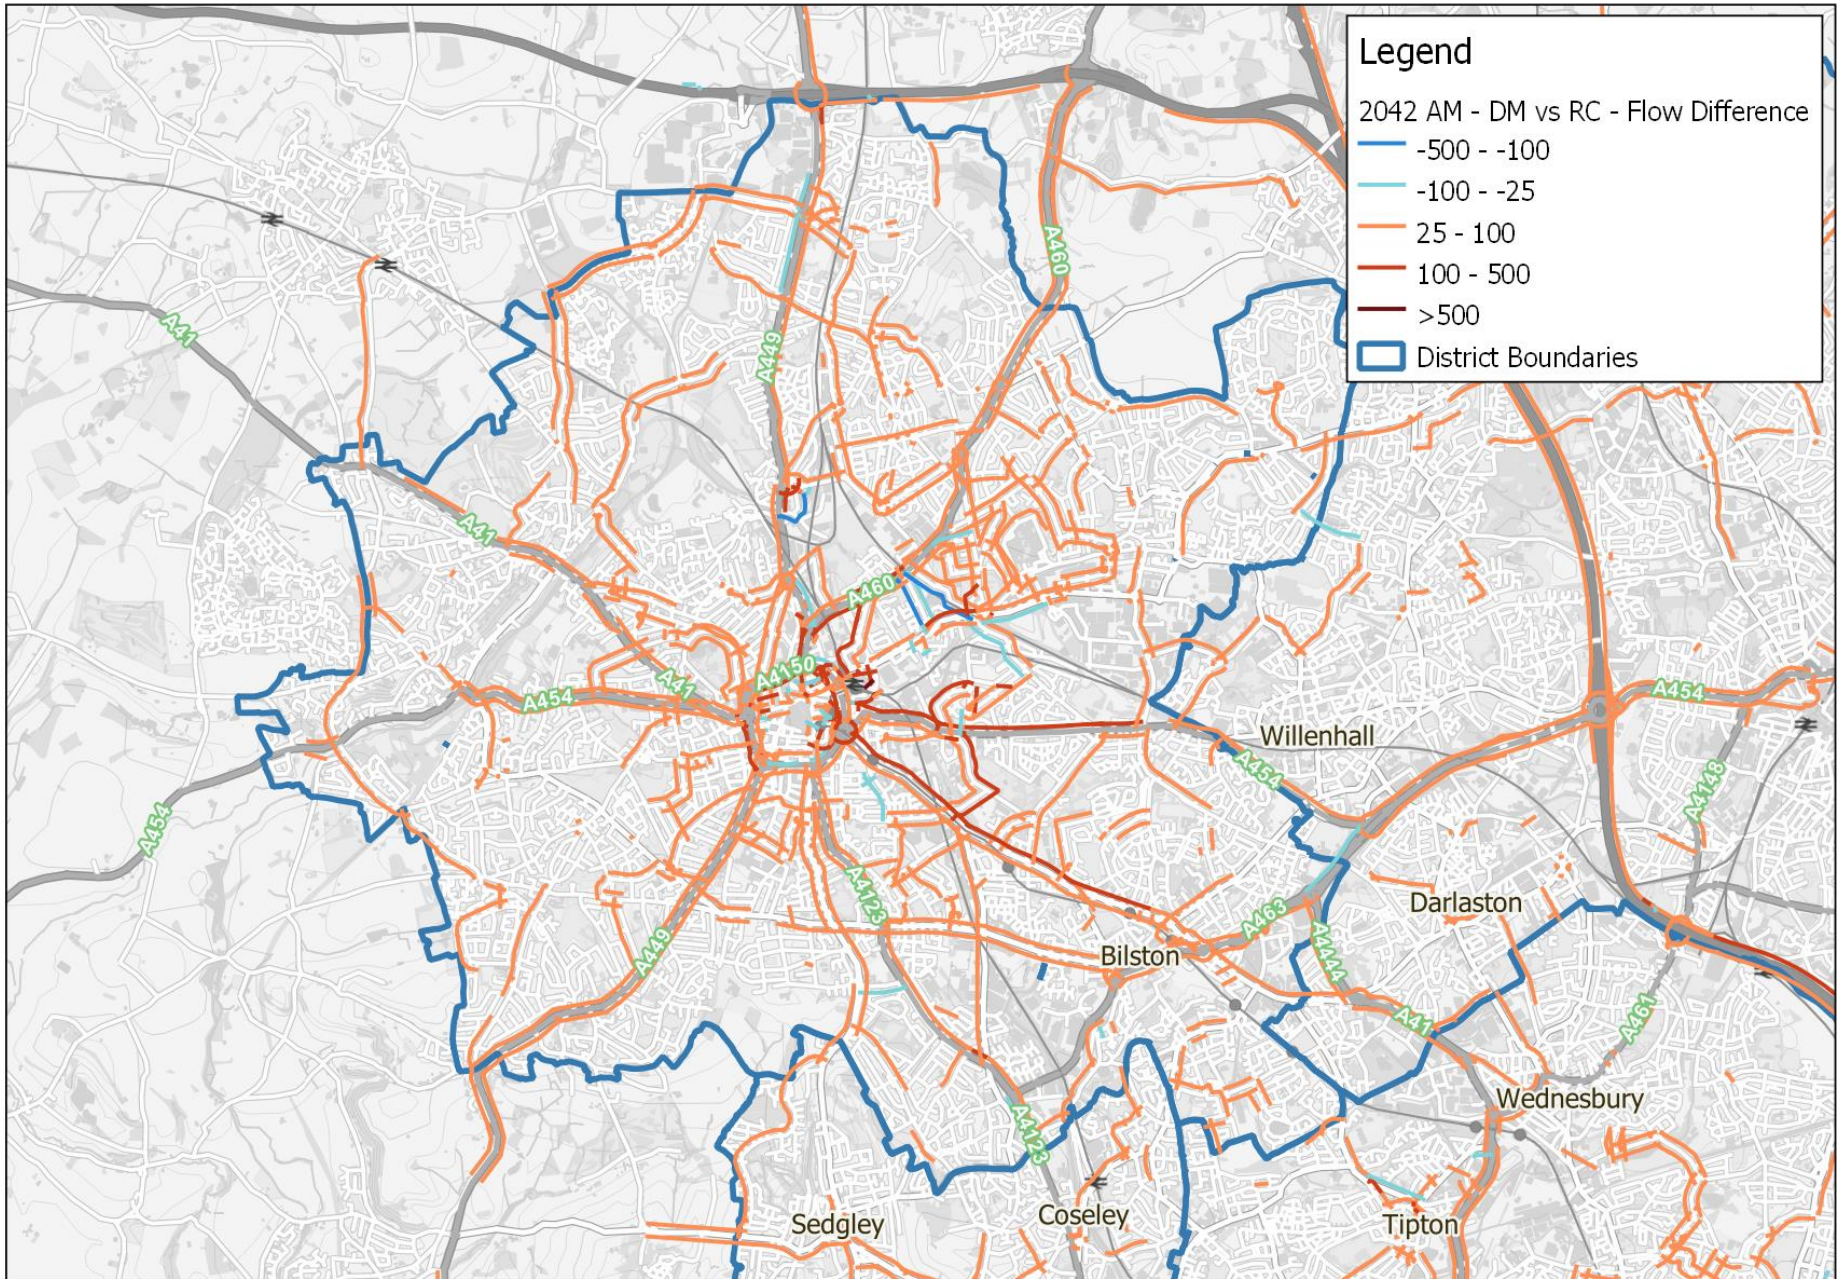 Legend
2042 AM - DM vs RC - Flow Difference
-500 - -100
-100 - -25
25 - 100
100 - 500
>500
District Boundaries
A460
A41
A449
A41
A460
A4150
A41
A454
A454
Willenhall
A454
A4148
A454
A4123
Darlaston
A463
A449
Bilston
A4444
A41
A461
Wednesbury
A4123
Sedgley
Coseley
Tipton